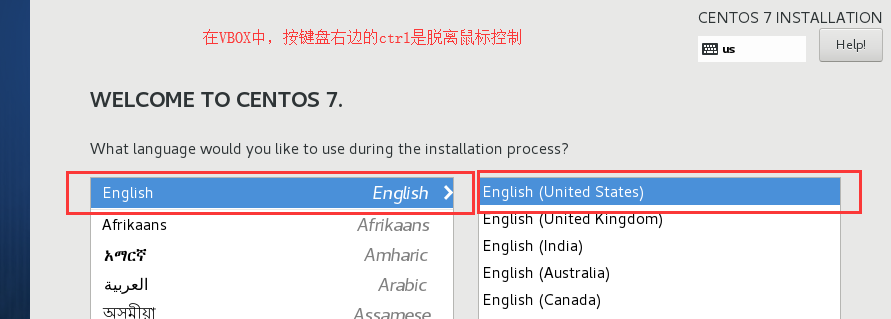 CENTOS 7 INSTALLATION
在VBOX中，按键盘右边的ctrl是脱离鼠标控制
us
Help!
WELCOME TO CENTOS 7.
What language would you like to use during the installation process?
English English
English (United States)
Afrikaans Afrikaans
English (United Kingdom)
አማርኛ Amharic
English (India)
العربية Arabic
English (Australia)
অসমীয়া Assamese
English (Canada)